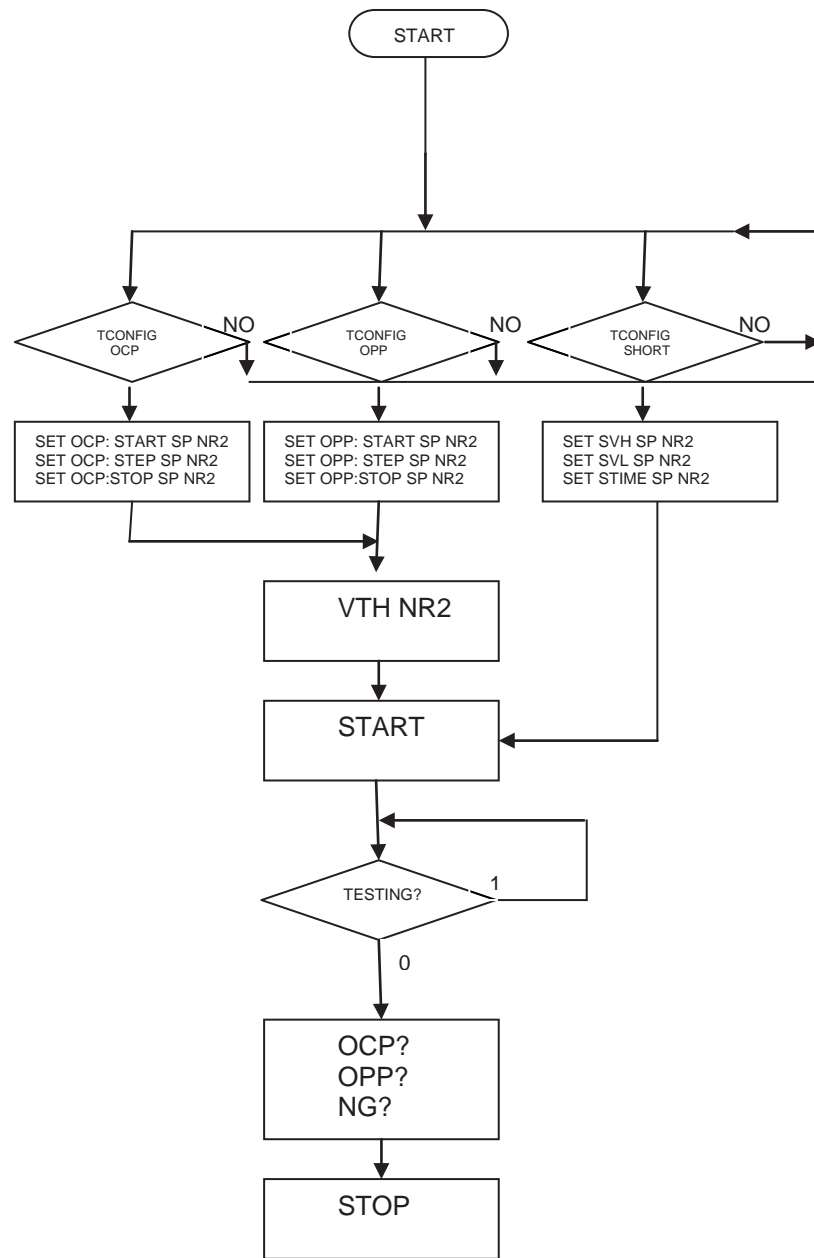 START
TCONFIG
OCP
NO
TCONFIG
OPP
NO
TCONFIG
SHORT
NO
SET OCP: START SP NR2
SET OCP: STEP SP NR2
SET OCP:STOP SP NR2
SET OPP: START SP NR2
SET OPP: STEP SP NR2
SET OPP:STOP SP NR2
SET SVH SP NR2
SET SVL SP NR2
SET STIME SP NR2
VTH NR2
START
TESTING?
1
0
OCP?
OPP?
NG?
STOP